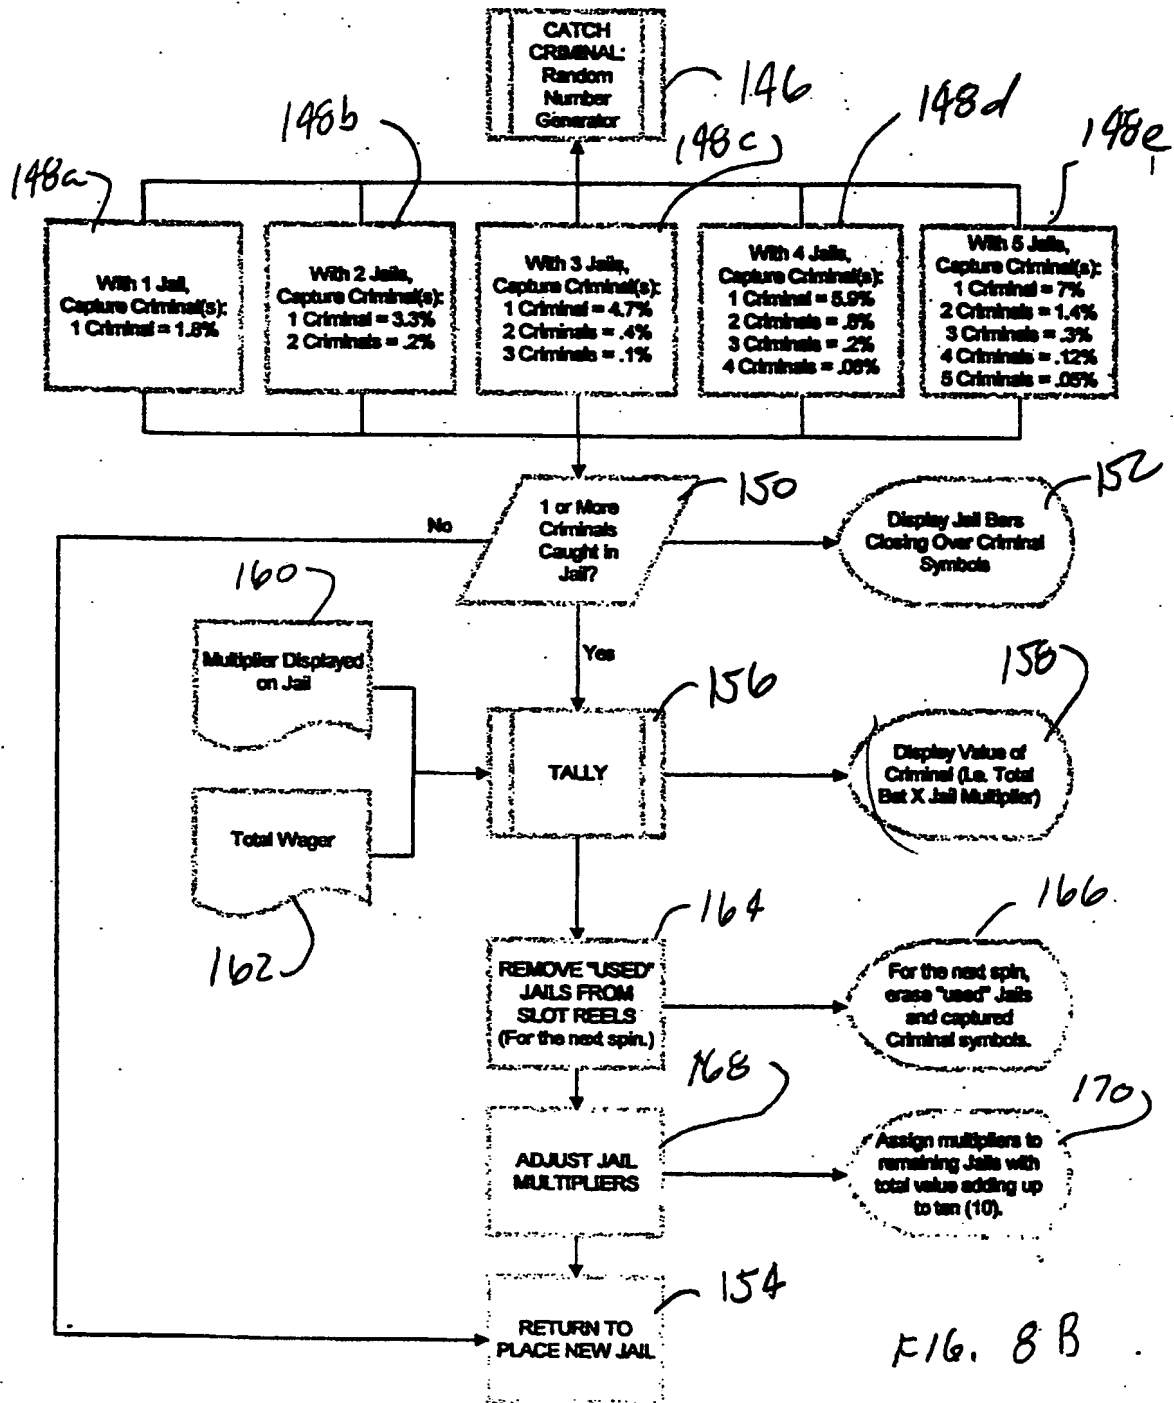 CATCH
CRIMINAL:
Random
Number
Generator
146
148a
148b
148c
148d
148e
With 1 Jail,
Capture Criminal(s):
1 Criminal = 1.8%
With 2 Jails,
Capture Criminal(s):
1 Criminal = 3.3%
2 Criminals = .2%
With 3 Jails,
Capture Criminal(s):
1 Criminal = 4.7%
2 Criminals = .4%
3 Criminals = .1%
With 4 Jails,
Capture Criminal(s):
1 Criminal = 5.9%
2 Criminals = .8%
3 Criminals = .2%
4 Criminals = .08%
With 5 Jails,
Capture Criminal(s):
1 Criminal = 7%
2 Criminals = 1.4%
3 Criminals = .3%
4 Criminals = .12%
5 Criminals = .05%
1 or More
Criminals
Caught in
Jail?
150
No
Yes
Display Jail Bars
Closing Over Criminal
Symbols
152
160
Multiplier Displayed
on Jail
TALLY
156
Display Value of
Criminal (i.e. Total
Bet X Jail Multiplier)
158
Total Wager
162
REMOVE "USED"
JAILS FROM
SLOT REELS
(For the next spin.)
164
For the next spin,
erase "used" Jails
and captured
Criminal symbols.
166
ADJUST JAIL
MULTIPLIERS
168
Assign multipliers to
remaining Jails with
total value adding up
to ten (10).
170
RETURN TO
PLACE NEW JAIL
154
FIG. 8B